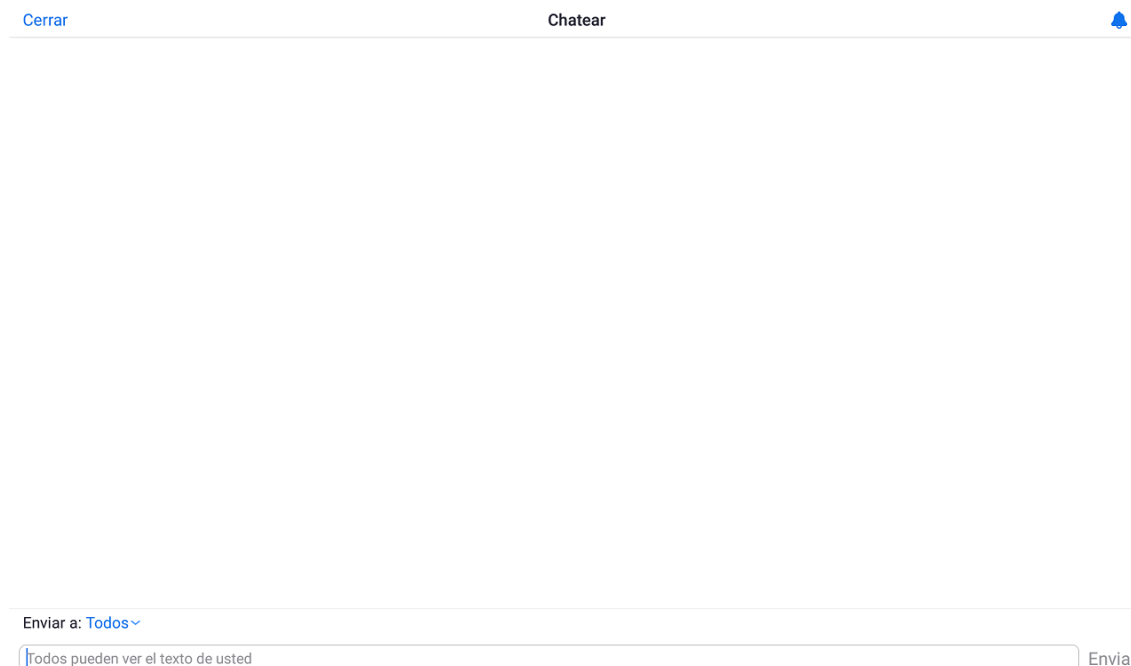 Cerrar
Chatear
Enviar a: Todos
Todos pueden ver el texto de usted
Envia